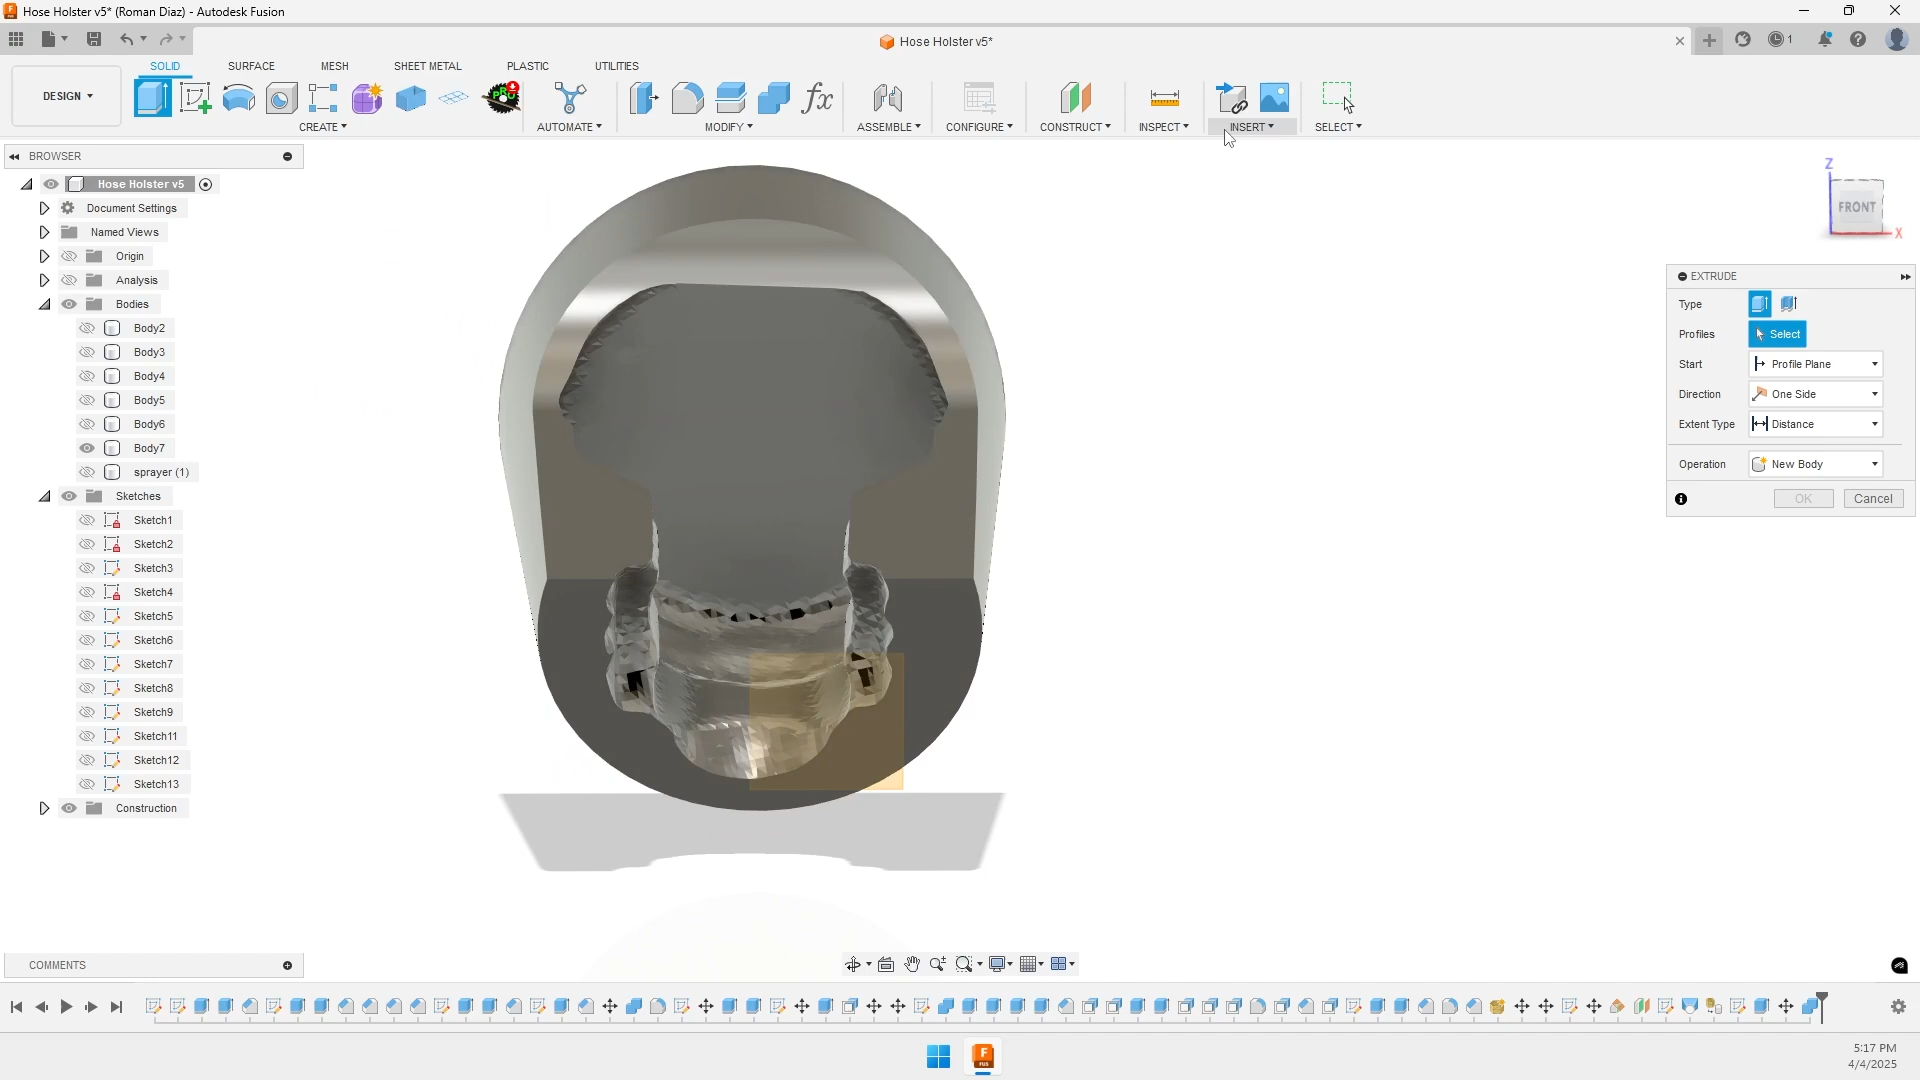 Hose Holster v5* (Roman Diaz) - Autodesk Fusion
Hose Holster v5*
1
SOLID
SURFACE
MESH
SHEET METAL
PLASTIC
UTILITIES
DESIGN
PRO
fx
CREATE
AUTOMATE
MODIFY
ASSEMBLE
CONFIGURE
CONSTRUCT
INSPECT
INSERT
SELECT
BROWSER
Hose Holster v5
Document Settings
Named Views
Origin
Analysis
Bodies
Body2
Body3
Body4
Body5
Body6
Body7
sprayer (1)
Sketches
Sketch1
Sketch2
Sketch3
Sketch4
Sketch5
Sketch6
Sketch7
Sketch8
Sketch9
Sketch11
Sketch12
Sketch13
Construction
Z
FRONT
X
EXTRUDE
Type
Profiles
Select
Start
Profile Plane
Direction
One Side
Extent Type
Distance
Operation
New Body
OK
Cancel
COMMENTS
F
FUS
5:17 PM
4/4/2025